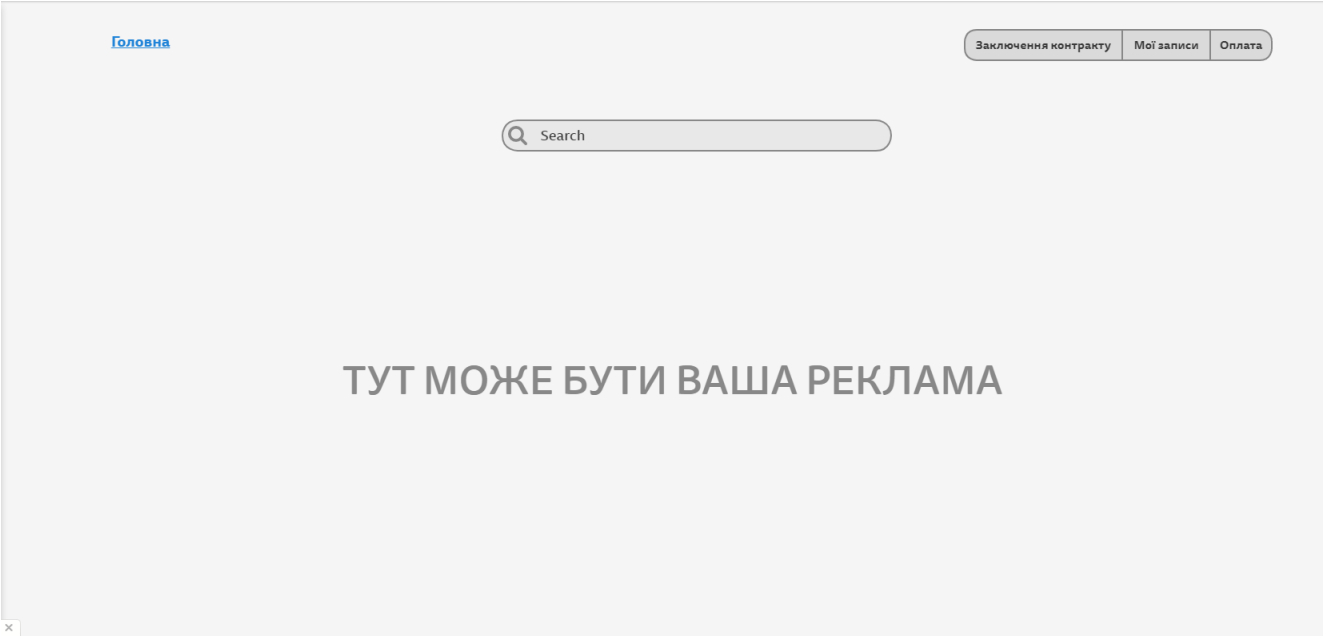 Головна
Заключення контракту Мої записи Оплата
Search
ТУТ МОЖЕ БУТИ ВАША РЕКЛАМА